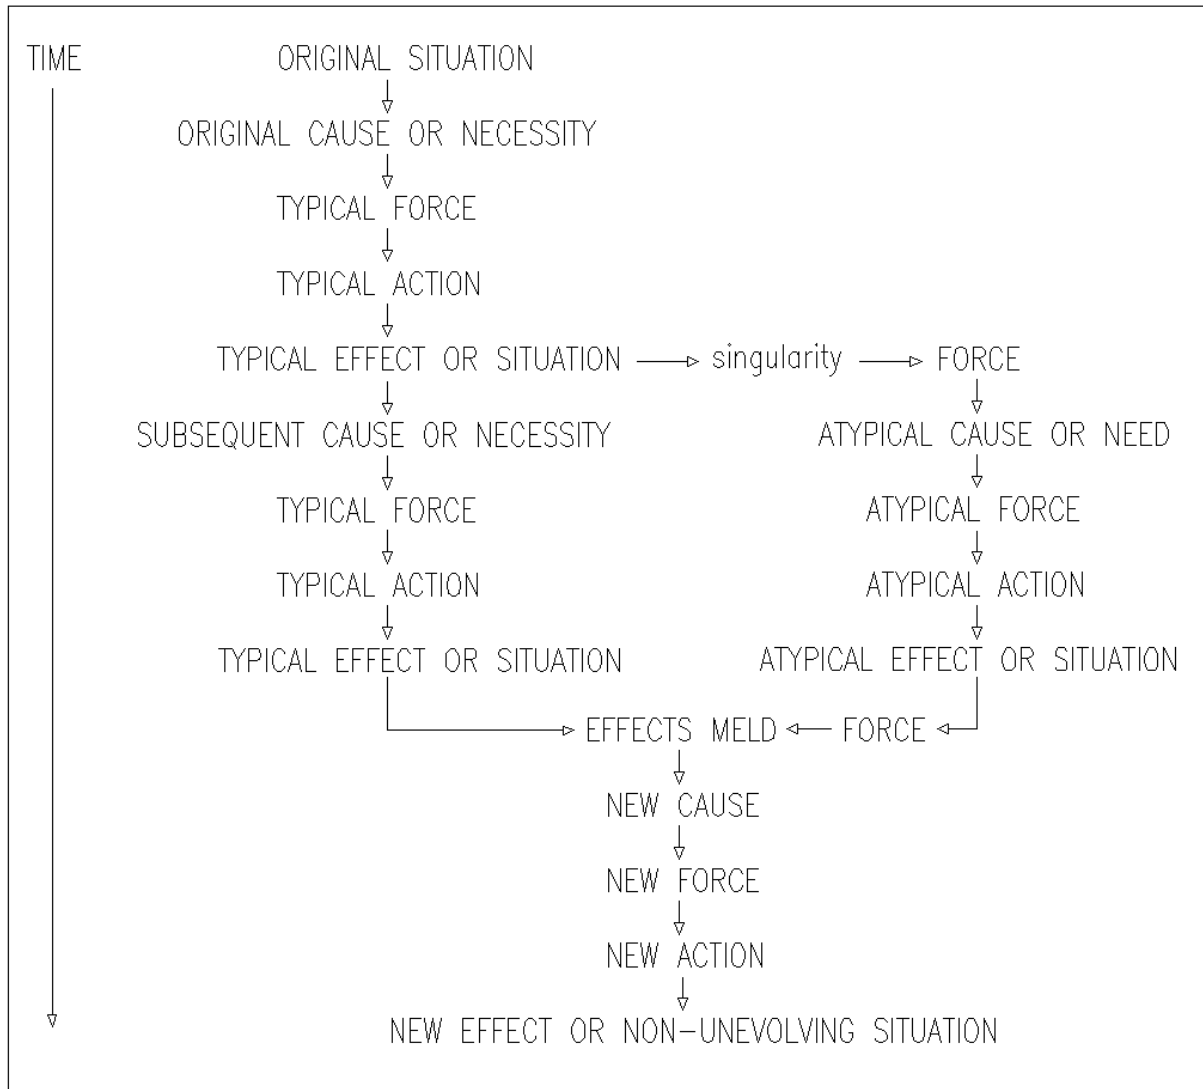 TIME ORIGINAL SITUATION
ORIGINAL CAUSE OR NECESSITY
TYPICAL FORCE
TYPICAL ACTION
TYPICAL EFFECT OR SITUATION singularity FORCE
SUBSEQUENT CAUSE OR NECESSITY ATYPICAL CAUSE OR NEED
TYPICAL FORCE ATYPICAL FORCE
TYPICAL ACTION ATYPICAL ACTION
TYPICAL EFFECT OR SITUATION ATYPICAL EFFECT OR SITUATION
EFFECTS MELD FORCE
NEW CAUSE
NEW FORCE
NEW ACTION
NEW EFFECT OR NON-UNEVOLVING SITUATION